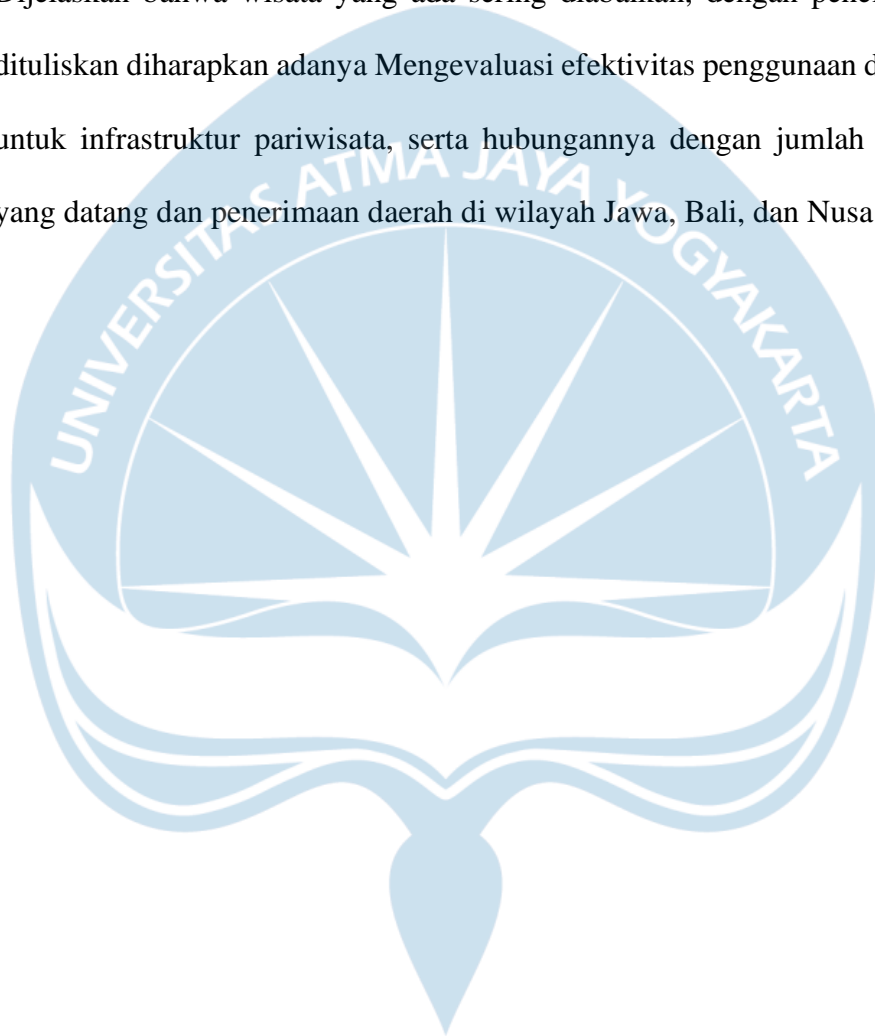 Dijelaskan bahwa wisata yang ada sering diabaikan, dengan
dituliskan diharapkan adanya Mengevaluasi efektivitas penggunaan
untuk infrastruktur pariwisata, serta hubungannya dengan jumlah
yang datang dan penerimaan daerah di wilayah Jawa, Bali, dan Nusa
UNIVERSITAS ATMA JAYA YOGYAKARTA